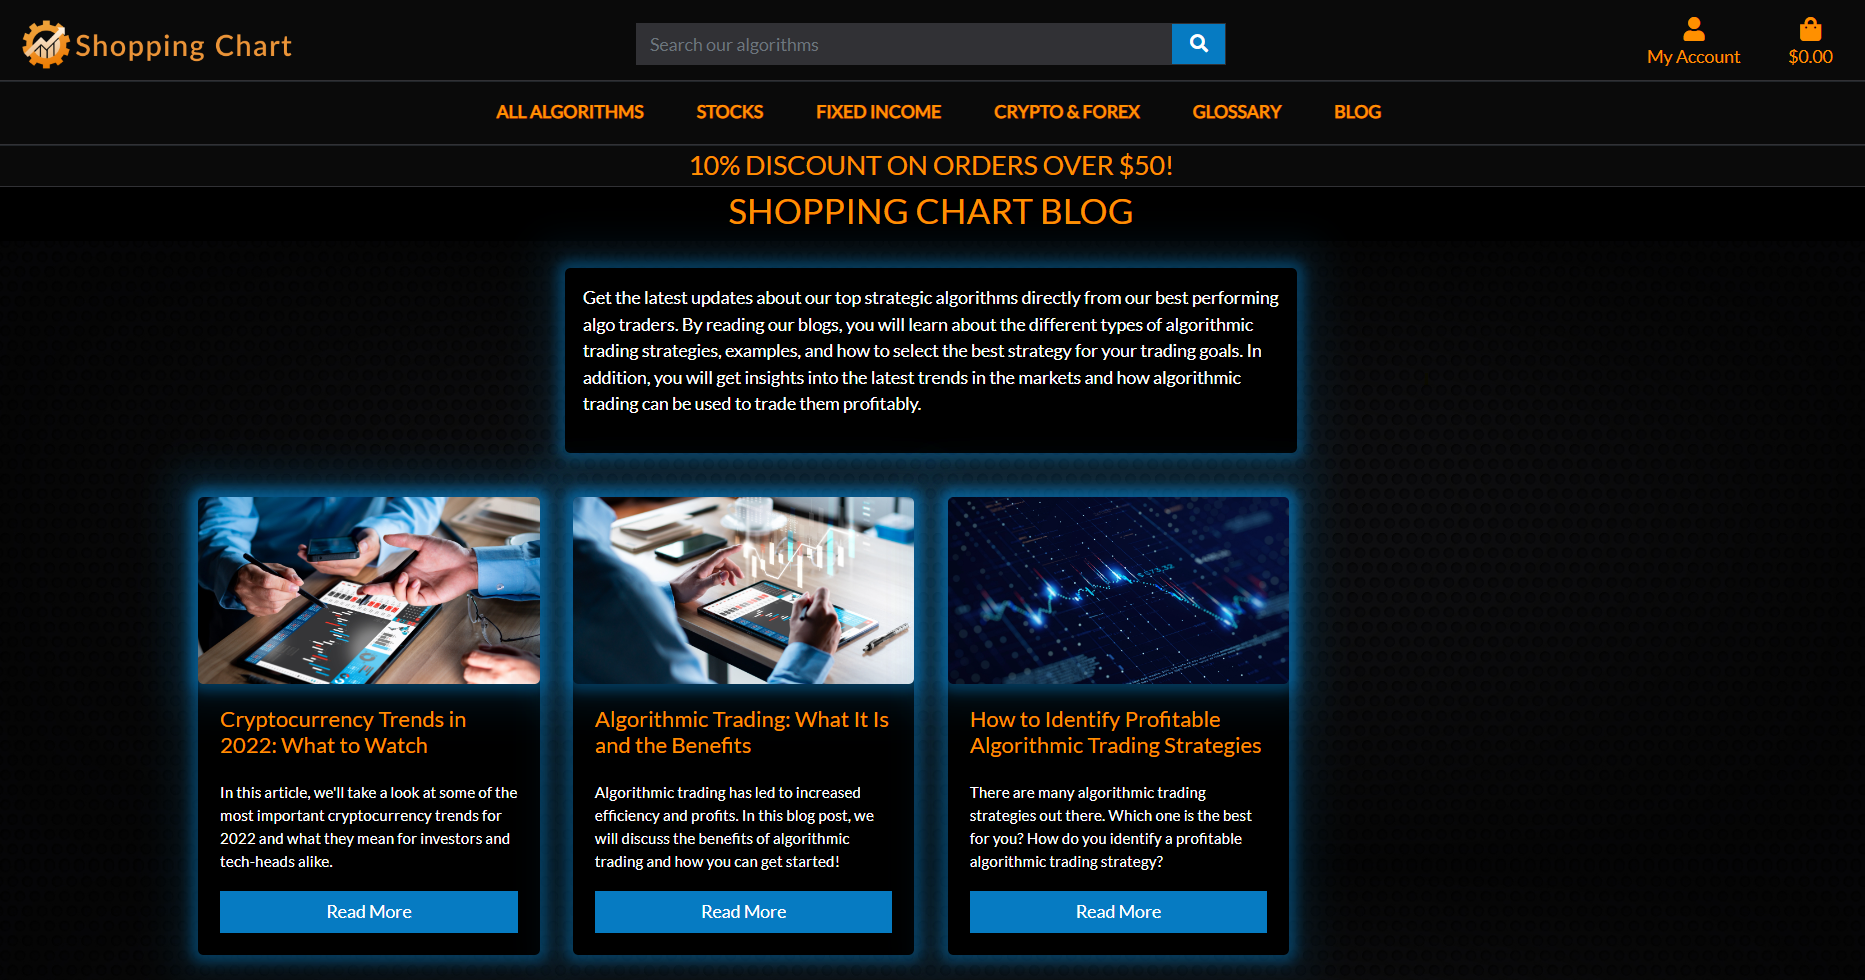 Shopping Chart
Search our algorithms
My Account
$0.00
ALL ALGORITHMS STOCKS FIXED INCOME CRYPTO & FOREX GLOSSARY BLOG
10% DISCOUNT ON ORDERS OVER $50!
SHOPPING CHART BLOG
Get the latest updates about our top strategic algorithms directly from our best performing
algo traders. By reading our blogs, you will learn about the different types of algorithmic
trading strategies, examples, and how to select the best strategy for your trading goals. In
addition, you will get insights into the latest trends in the markets and how algorithmic
trading can be used to trade them profitably.
Cryptocurrency Trends in
2022: What to Watch
In this article, we'll take a look at some of the
most important cryptocurrency trends for
2022 and what they mean for investors and
tech-heads alike.
Read More
Algorithmic Trading: What It Is
and the Benefits
Algorithmic trading has led to increased
efficiency and profits. In this blog post, we
will discuss the benefits of algorithmic
trading and how you can get started!
Read More
How to Identify Profitable
Algorithmic Trading Strategies
There are many algorithmic trading
strategies out there. Which one is the best
for you? How do you identify a profitable
algorithmic trading strategy?
Read More